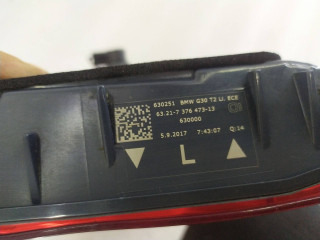 630251 BMW G30 T2 LI. ECE
63.21-7 376 473-13
630000
5.9.2017 7:43:07 Q:14
L